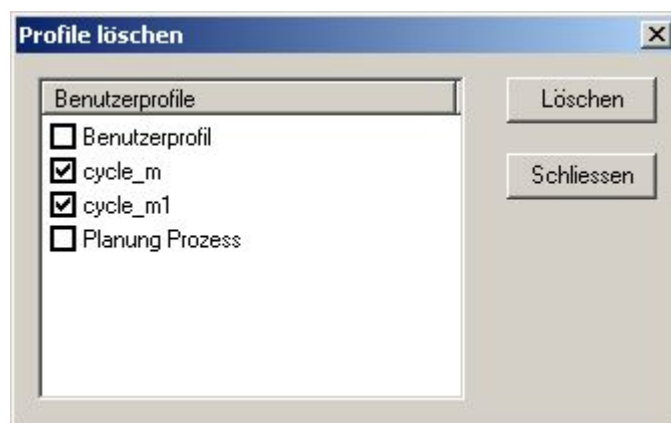 Profile löschen
Benutzerprofile
Benutzerprofil
cycle_m
cycle_m1
Planung Prozess
Löschen
Schliessen